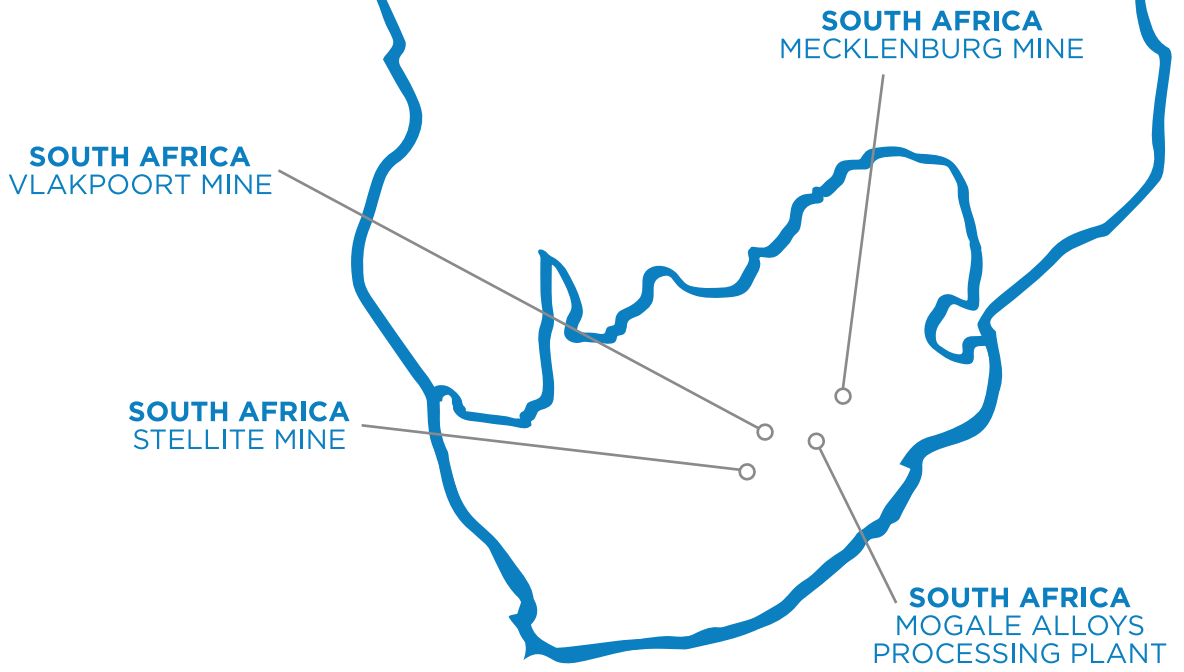 SOUTH AFRICA
MECKLENBURG MINE
SOUTH AFRICA
VLAKPOORT MINE
SOUTH AFRICA
STELLITE MINE
SOUTH AFRICA
MOGALE ALLOYS
PROCESSING PLANT